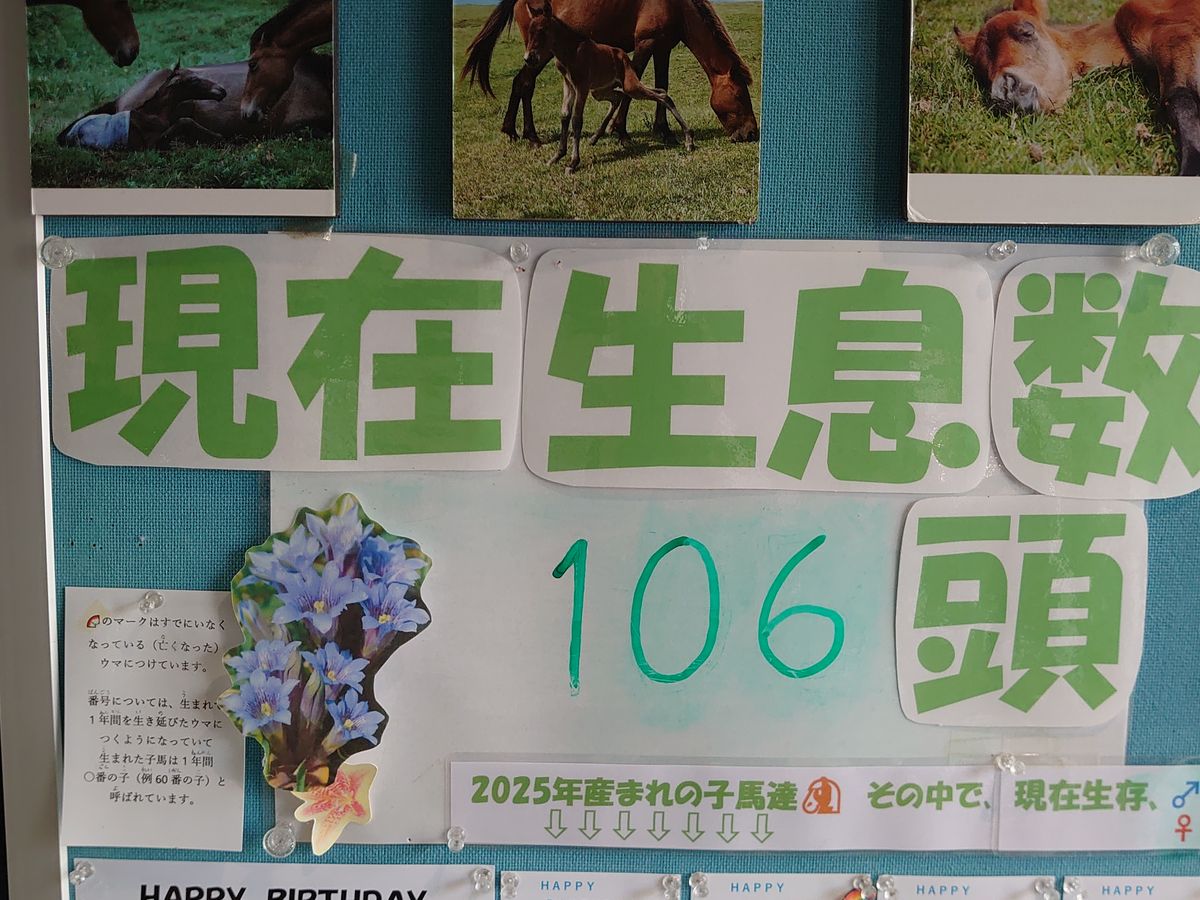 現在生息数
106頭
のマークはすでにいなく
なっている（亡くなった）
ウマにつけています。
番号については、生まれて
1年間を生き延びたウマに
つくようになっていて
生まれた子馬は1年間
〇番の子（例60番の子）と
呼ばれています。
2025年産まれの子馬達 その中で、現在生存、♂
♀
⇩⇩⇩⇩⇩⇩⇩
HAPPY BIRTHDAY
HAPPY HAPPY HAPPY HAPPY